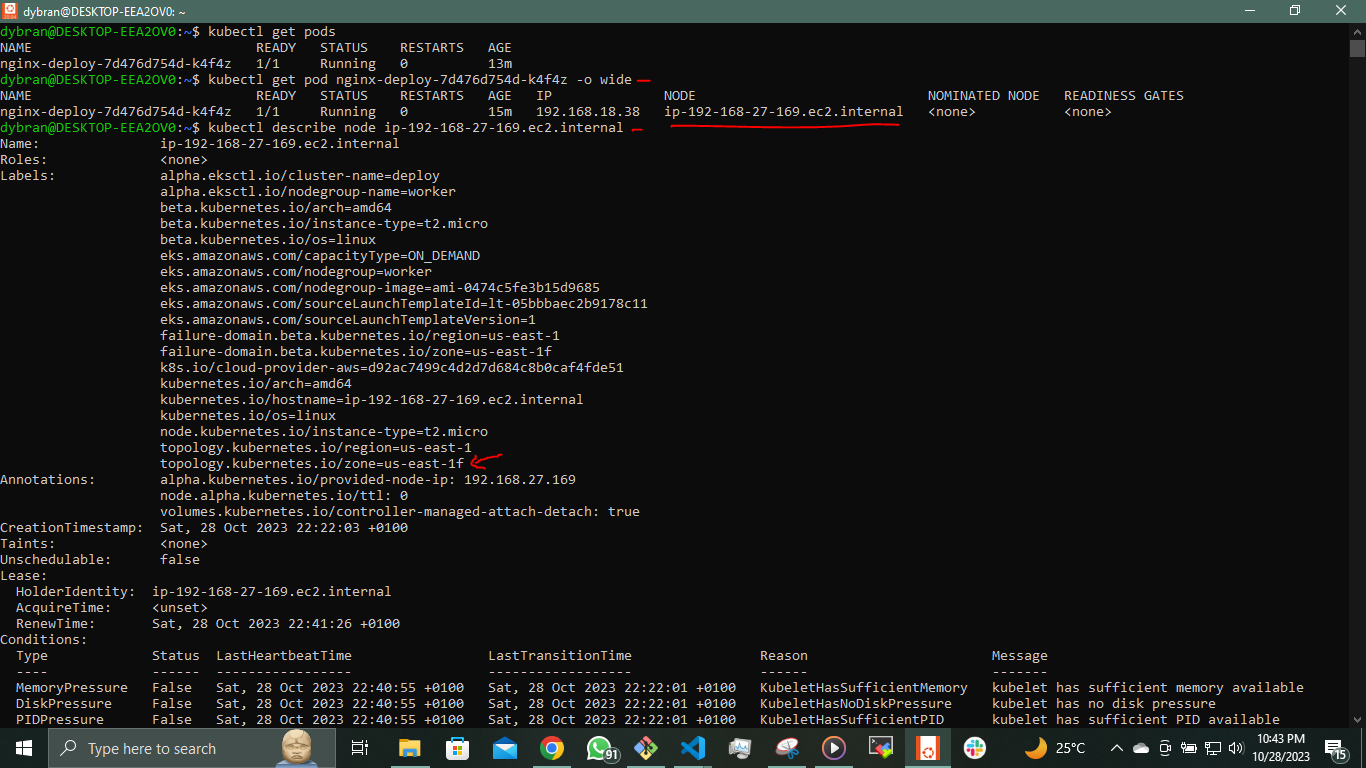 dybran@DESKTOP-EEA2OV0: ~
dybran@DESKTOP-EEA2OV0:~$ kubectl get pods
NAME READY STATUS RESTARTS AGE
nginx-deploy-7d476d754d-k4f4z 1/1 Running 0 13m
dybran@DESKTOP-EEA2OV0:~$ kubectl get pod nginx-deploy-7d476d754d-k4f4z -o wide
NAME READY STATUS RESTARTS AGE IP NODE NOMINATED NODE READINESS GATES
nginx-deploy-7d476d754d-k4f4z 1/1 Running 0 15m 192.168.18.38 ip-192-168-27-169.ec2.internal <none> <none>
dybran@DESKTOP-EEA2OV0:~$ kubectl describe node ip-192-168-27-169.ec2.internal
Name: ip-192-168-27-169.ec2.internal
Roles: <none>
Labels: alpha.eksctl.io/cluster-name=deploy
alpha.eksctl.io/nodegroup-name=worker
beta.kubernetes.io/arch=amd64
beta.kubernetes.io/instance-type=t2.micro
beta.kubernetes.io/os=linux
eks.amazonaws.com/capacityType=ON_DEMAND
eks.amazonaws.com/nodegroup=worker
eks.amazonaws.com/nodegroup-image=ami-0474c5fe3b15d9685
eks.amazonaws.com/sourceLaunchTemplateId=lt-05bbbaec2b9178c11
eks.amazonaws.com/sourceLaunchTemplateVersion=1
failure-domain.beta.kubernetes.io/region=us-east-1
failure-domain.beta.kubernetes.io/zone=us-east-1f
k8s.io/cloud-provider-aws=d92ac7499c4d2d7d684c8b0caf4fde51
kubernetes.io/arch=amd64
kubernetes.io/hostname=ip-192-168-27-169.ec2.internal
kubernetes.io/os=linux
node.kubernetes.io/instance-type=t2.micro
topology.kubernetes.io/region=us-east-1
topology.kubernetes.io/zone=us-east-1f
Annotations: alpha.kubernetes.io/provided-node-ip: 192.168.27.169
node.alpha.kubernetes.io/ttl: 0
volumes.kubernetes.io/controller-managed-attach-detach: true
CreationTimestamp: Sat, 28 Oct 2023 22:22:03 +0100
Taints: <none>
Unschedulable: false
Lease:
HolderIdentity: ip-192-168-27-169.ec2.internal
AcquireTime: <unset>
RenewTime: Sat, 28 Oct 2023 22:41:26 +0100
Conditions:
Type Status LastHeartbeatTime LastTransitionTime Reason Message
---- ------ ----------------- ------------------ ------ -------
MemoryPressure False Sat, 28 Oct 2023 22:40:55 +0100 Sat, 28 Oct 2023 22:22:01 +0100 KubeletHasSufficientMemory kubelet has sufficient memory available
DiskPressure False Sat, 28 Oct 2023 22:40:55 +0100 Sat, 28 Oct 2023 22:22:01 +0100 KubeletHasNoDiskPressure kubelet has no disk pressure
PIDPressure False Sat, 28 Oct 2023 22:40:55 +0100 Sat, 28 Oct 2023 22:22:01 +0100 KubeletHasSufficientPID kubelet has sufficient PID available
Type here to search 91 25°C 10:43 PM
10/28/2023 15